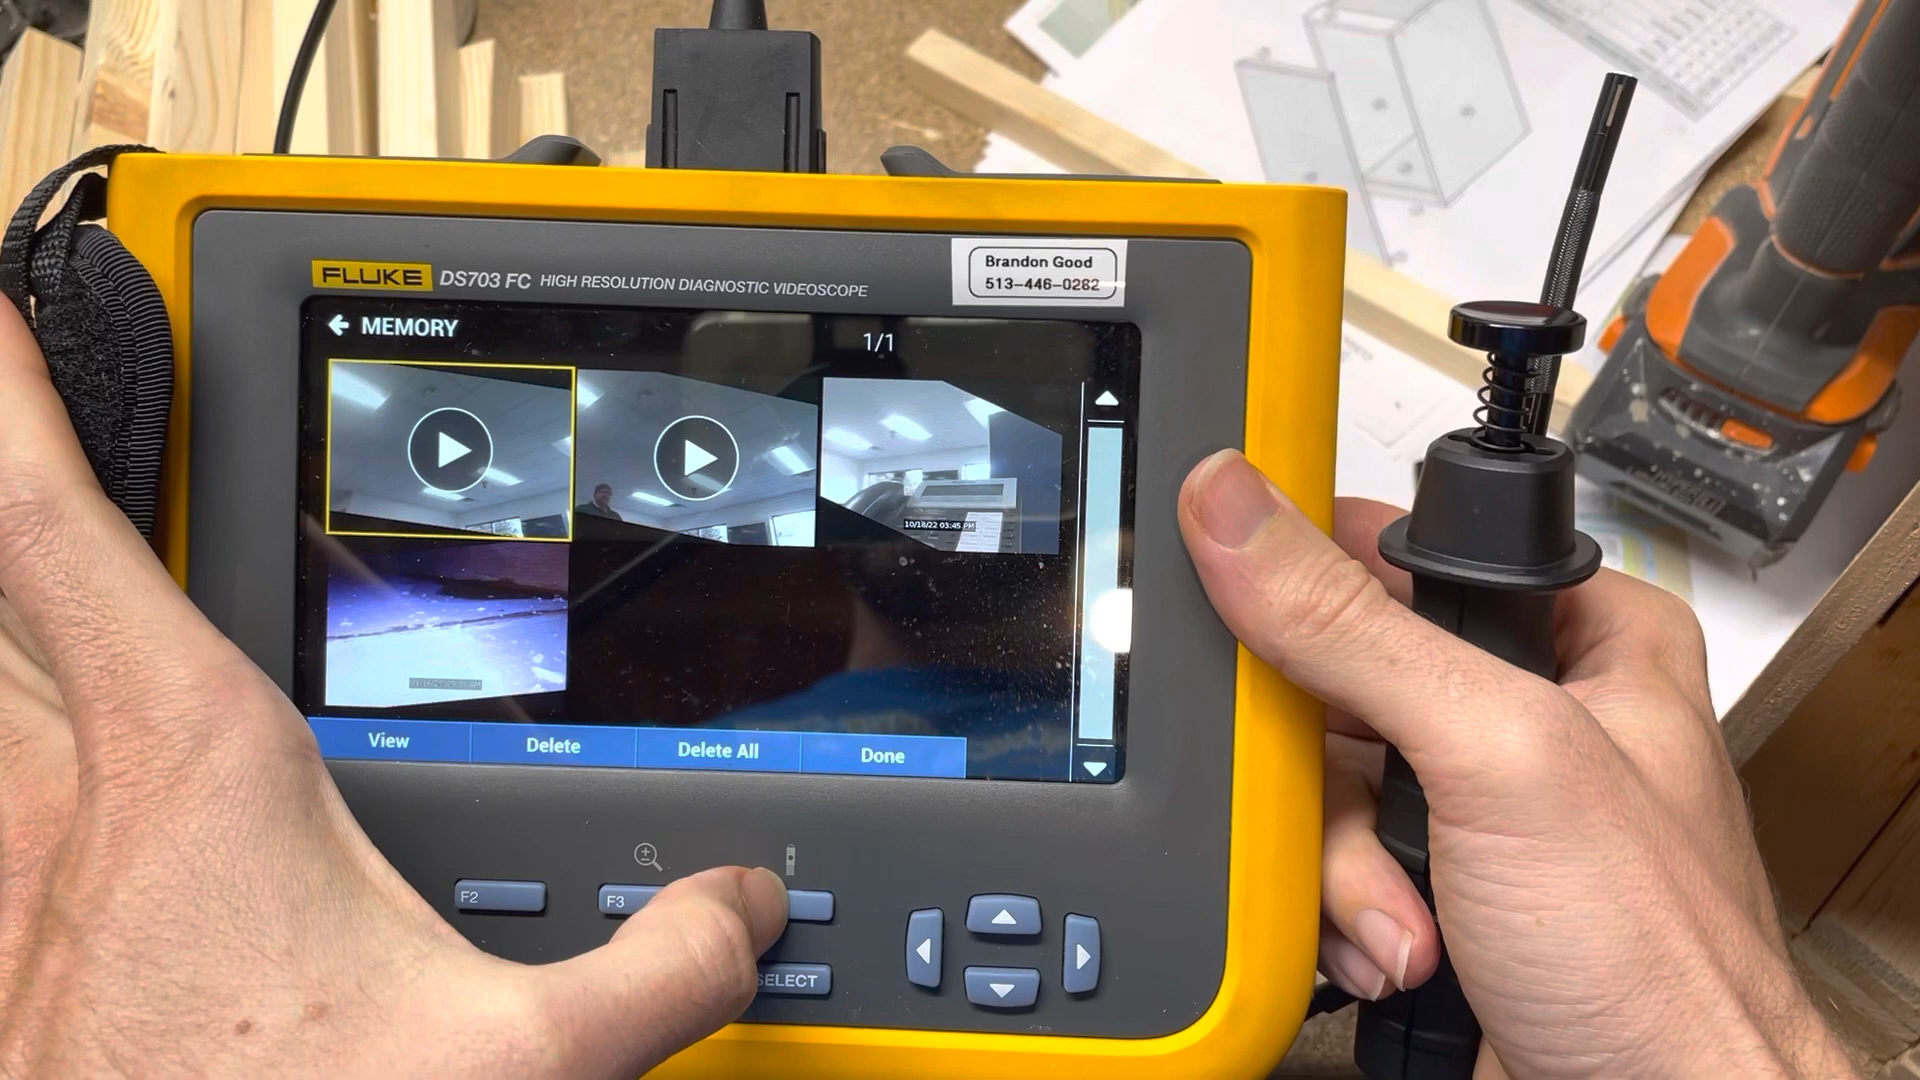 FLUKE DS703 FC HIGH RESOLUTION DIAGNOSTIC VIDEOSCOPE
Brandon Good
513-446-0282
MEMORY
1/1
10/18/22 03:45 PM
View
Delete
Delete All
Done
F2
F3
SELECT